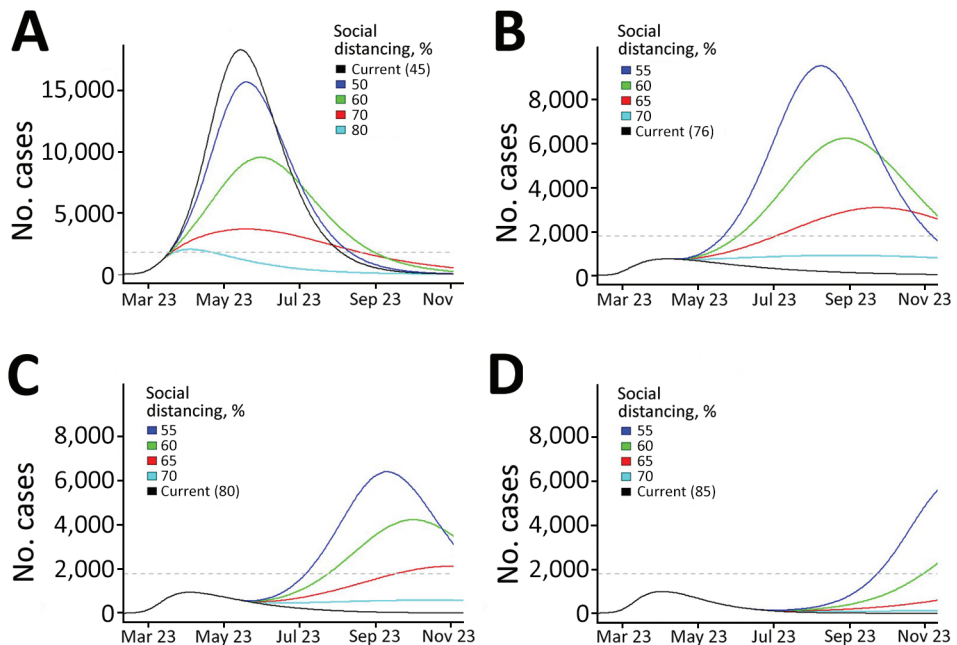 A
Social
distancing, %
Current (45)
50
60
70
80
No. cases
15,000
10,000
5,000
0
Mar 23 May 23 Jul 23 Sep 23 Nov
B
Social
distancing, %
55
60
65
70
Current (76)
No. cases
8,000
6,000
4,000
2,000
0
Mar 23 May 23 Jul 23 Sep 23 Nov 23
C
Social
distancing, %
55
60
65
70
Current (80)
No. cases
8,000
6,000
4,000
2,000
0
Mar 23 May 23 Jul 23 Sep 23 Nov 23
D
Social
distancing, %
55
60
65
70
Current (85)
No. cases
8,000
6,000
4,000
2,000
0
Mar 23 May 23 Jul 23 Sep 23 Nov 23